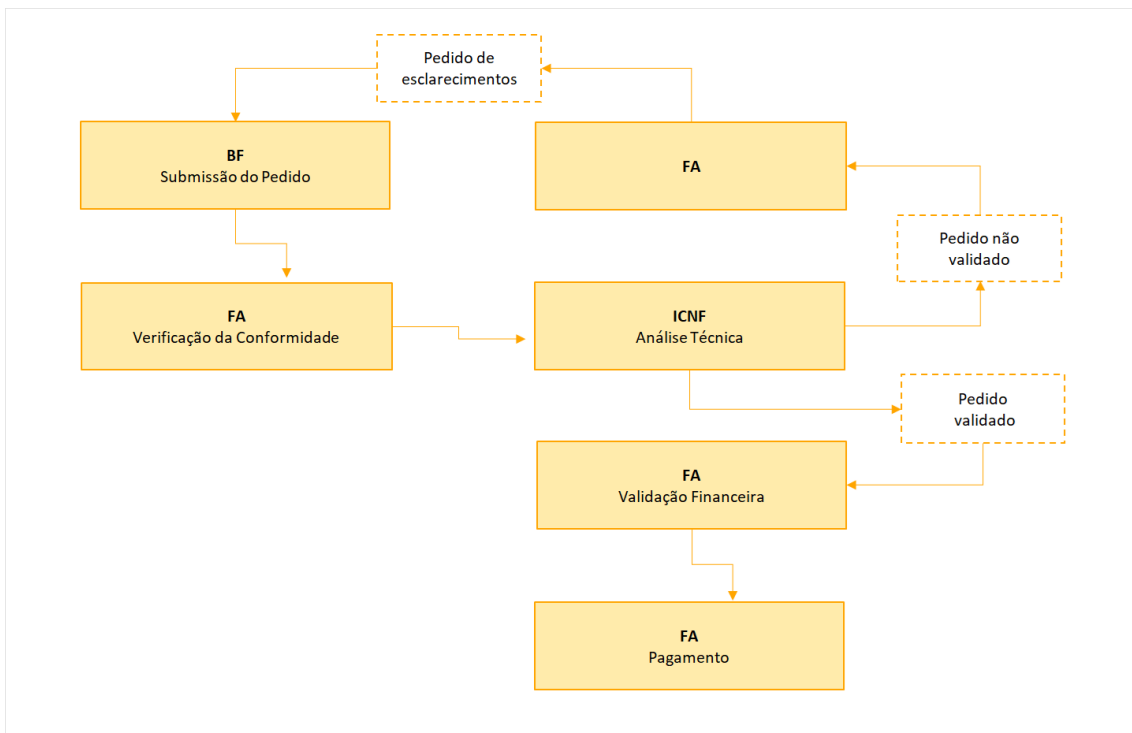 Pedido de
esclarecimentos
BF
Submissão do Pedido
FA
Pedido não
validado
FA
Verificação da Conformidade
ICNF
Análise Técnica
Pedido
validado
FA
Validação Financeira
FA
Pagamento